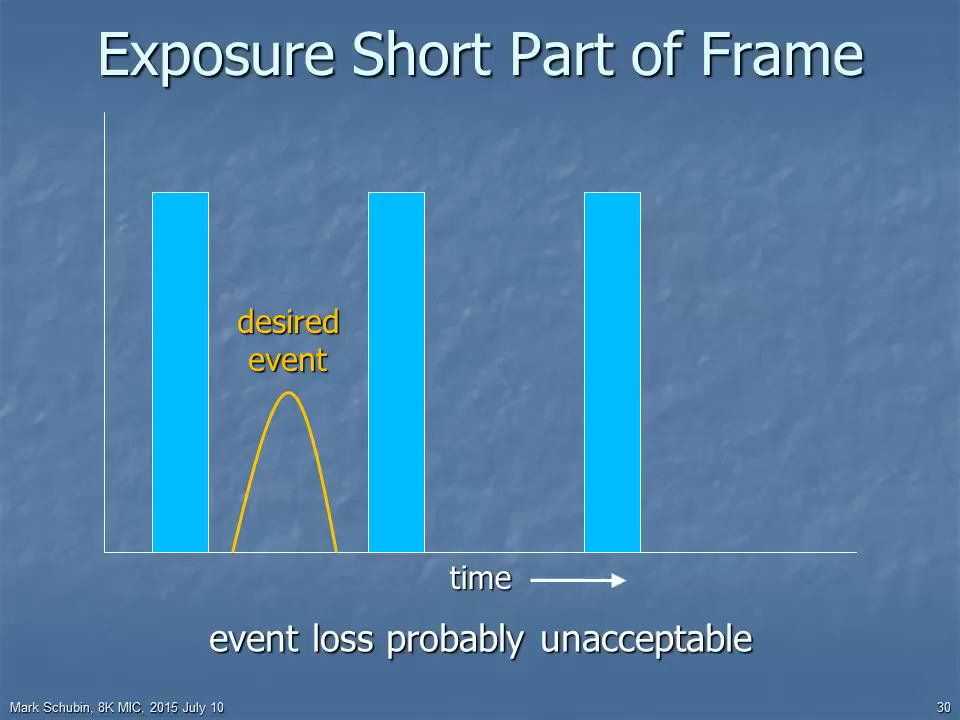 Exposure Short Part of Frame
desired
event
time
event loss probably unacceptable
Mark Schubin, 8K MIC, 2015 July 10
30